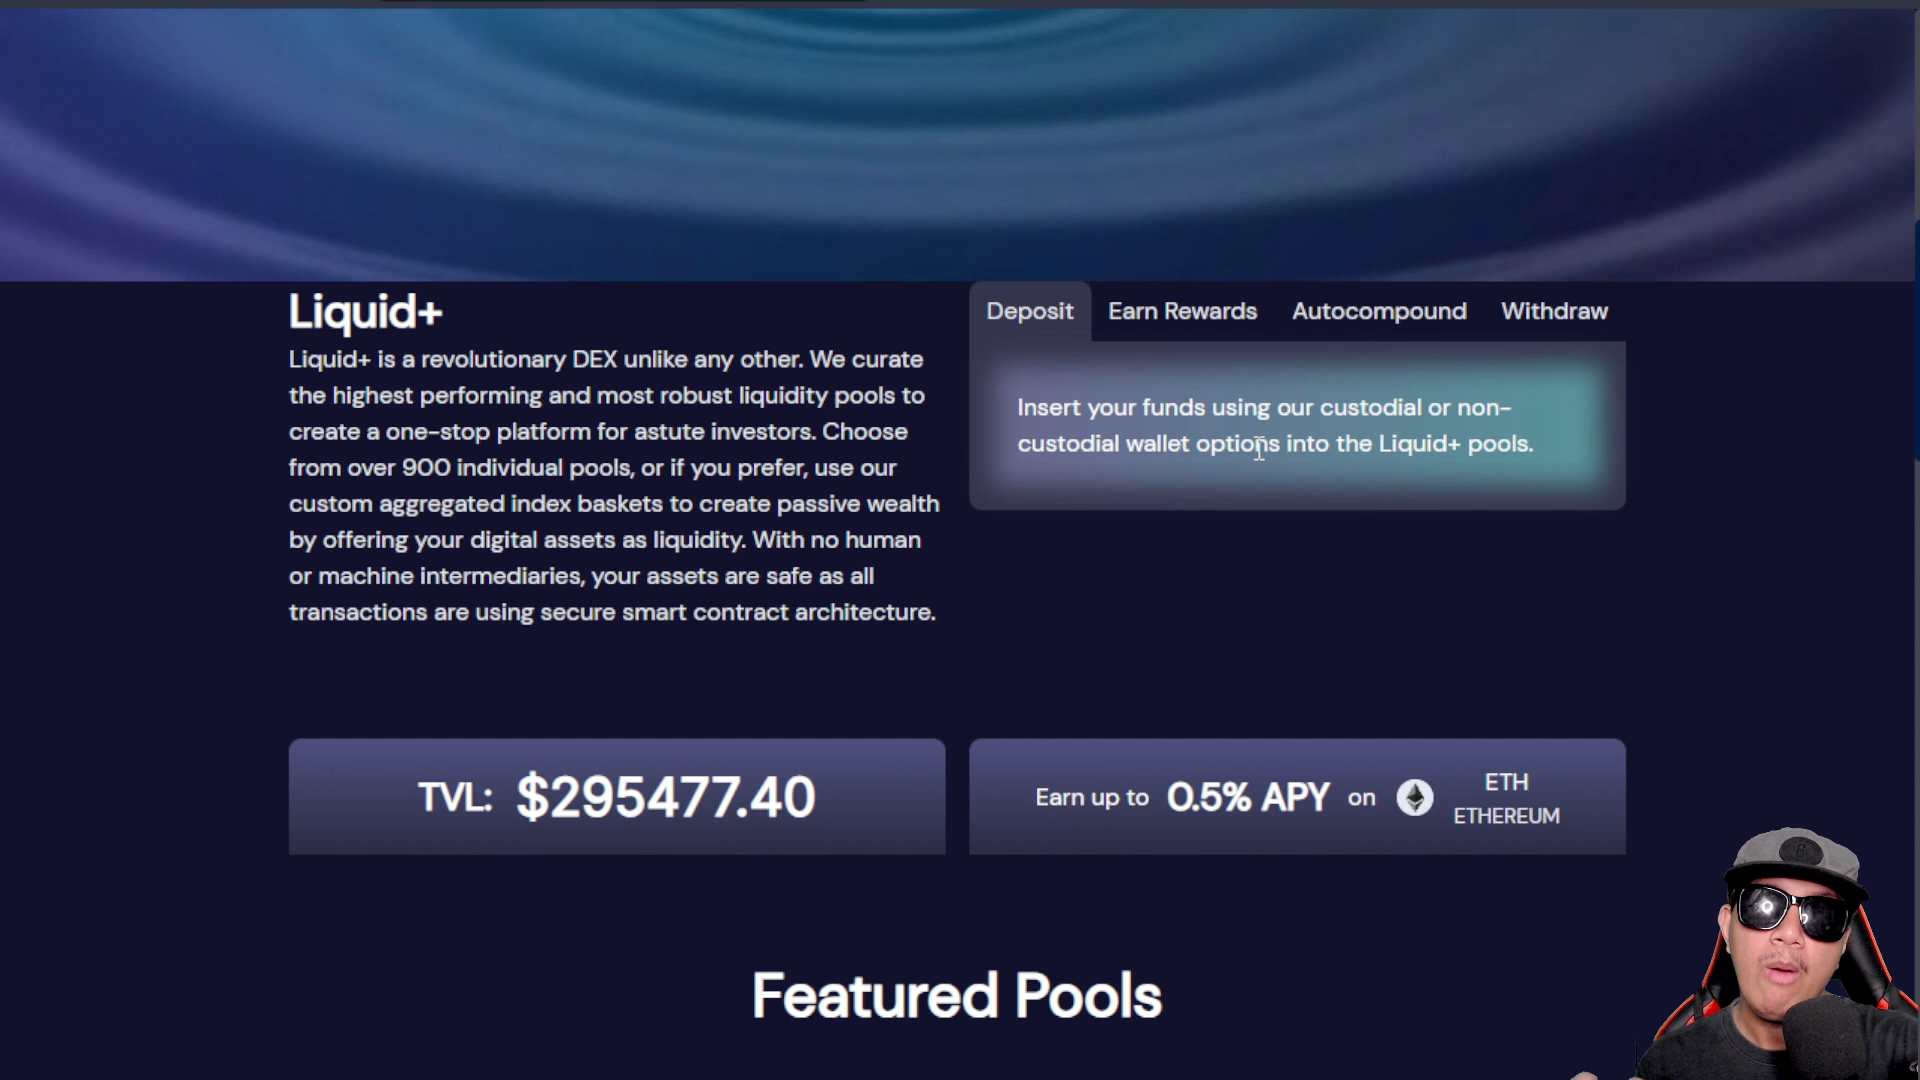 Liquid+
Liquid+ is a revolutionary DEX unlike any other. We curate
the highest performing and most robust liquidity pools to
create a one-stop platform for astute investors. Choose
from over 900 individual pools, or if you prefer, use our
custom aggregated index baskets to create passive wealth
by offering your digital assets as liquidity. With no human
or machine intermediaries, your assets are safe as all
transactions are using secure smart contract architecture.
Deposit Earn Rewards Autocompound Withdraw
Insert your funds using our custodial or non-
custodial wallet options into the Liquid+ pools.
TVL: $295477.40
Earn up to 0.5% APY on ETH
ETHEREUM
Featured Pools